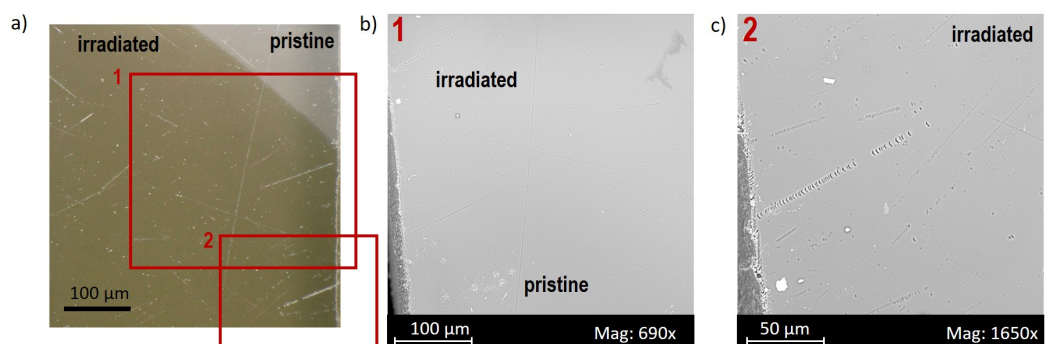 a)
irradiated
pristine
1
2
100 µm
b)
1
irradiated
pristine
100 µm
Mag: 690x
c)
2
irradiated
50 µm
Mag: 1650x